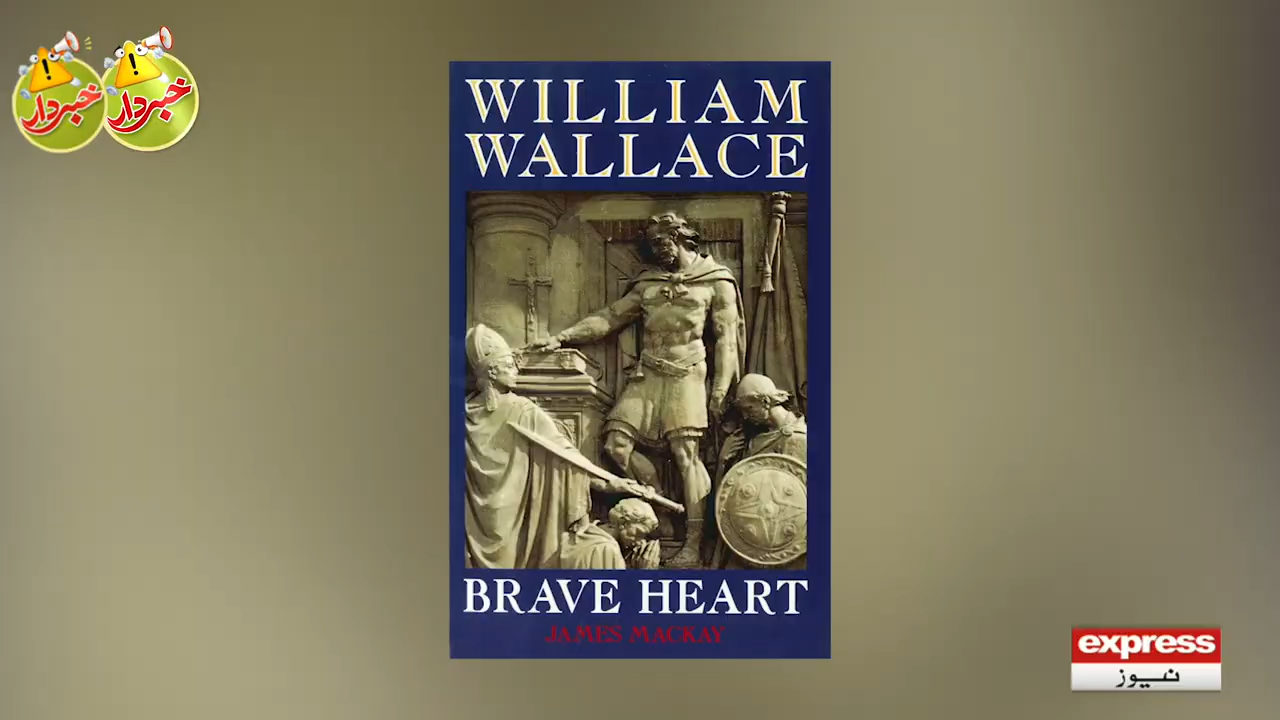 خبردار خبردار
WILLIAM
WALLACE
BRAVE HEART
JAMES MACKAY
express
نیوز